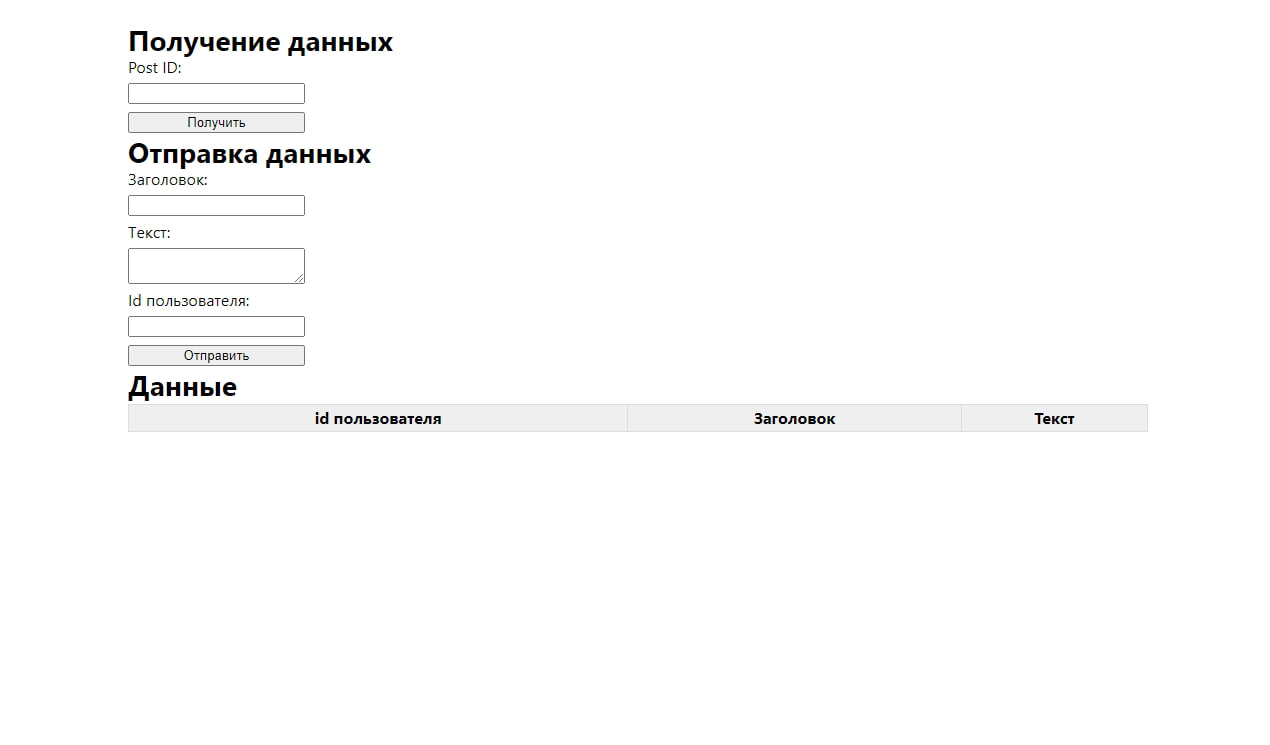 Получение данных
Post ID:
Получить
Отправка данных
Заголовок:
Текст:
Id пользователя:
Отправить
Данные
id пользователя Заголовок Текст